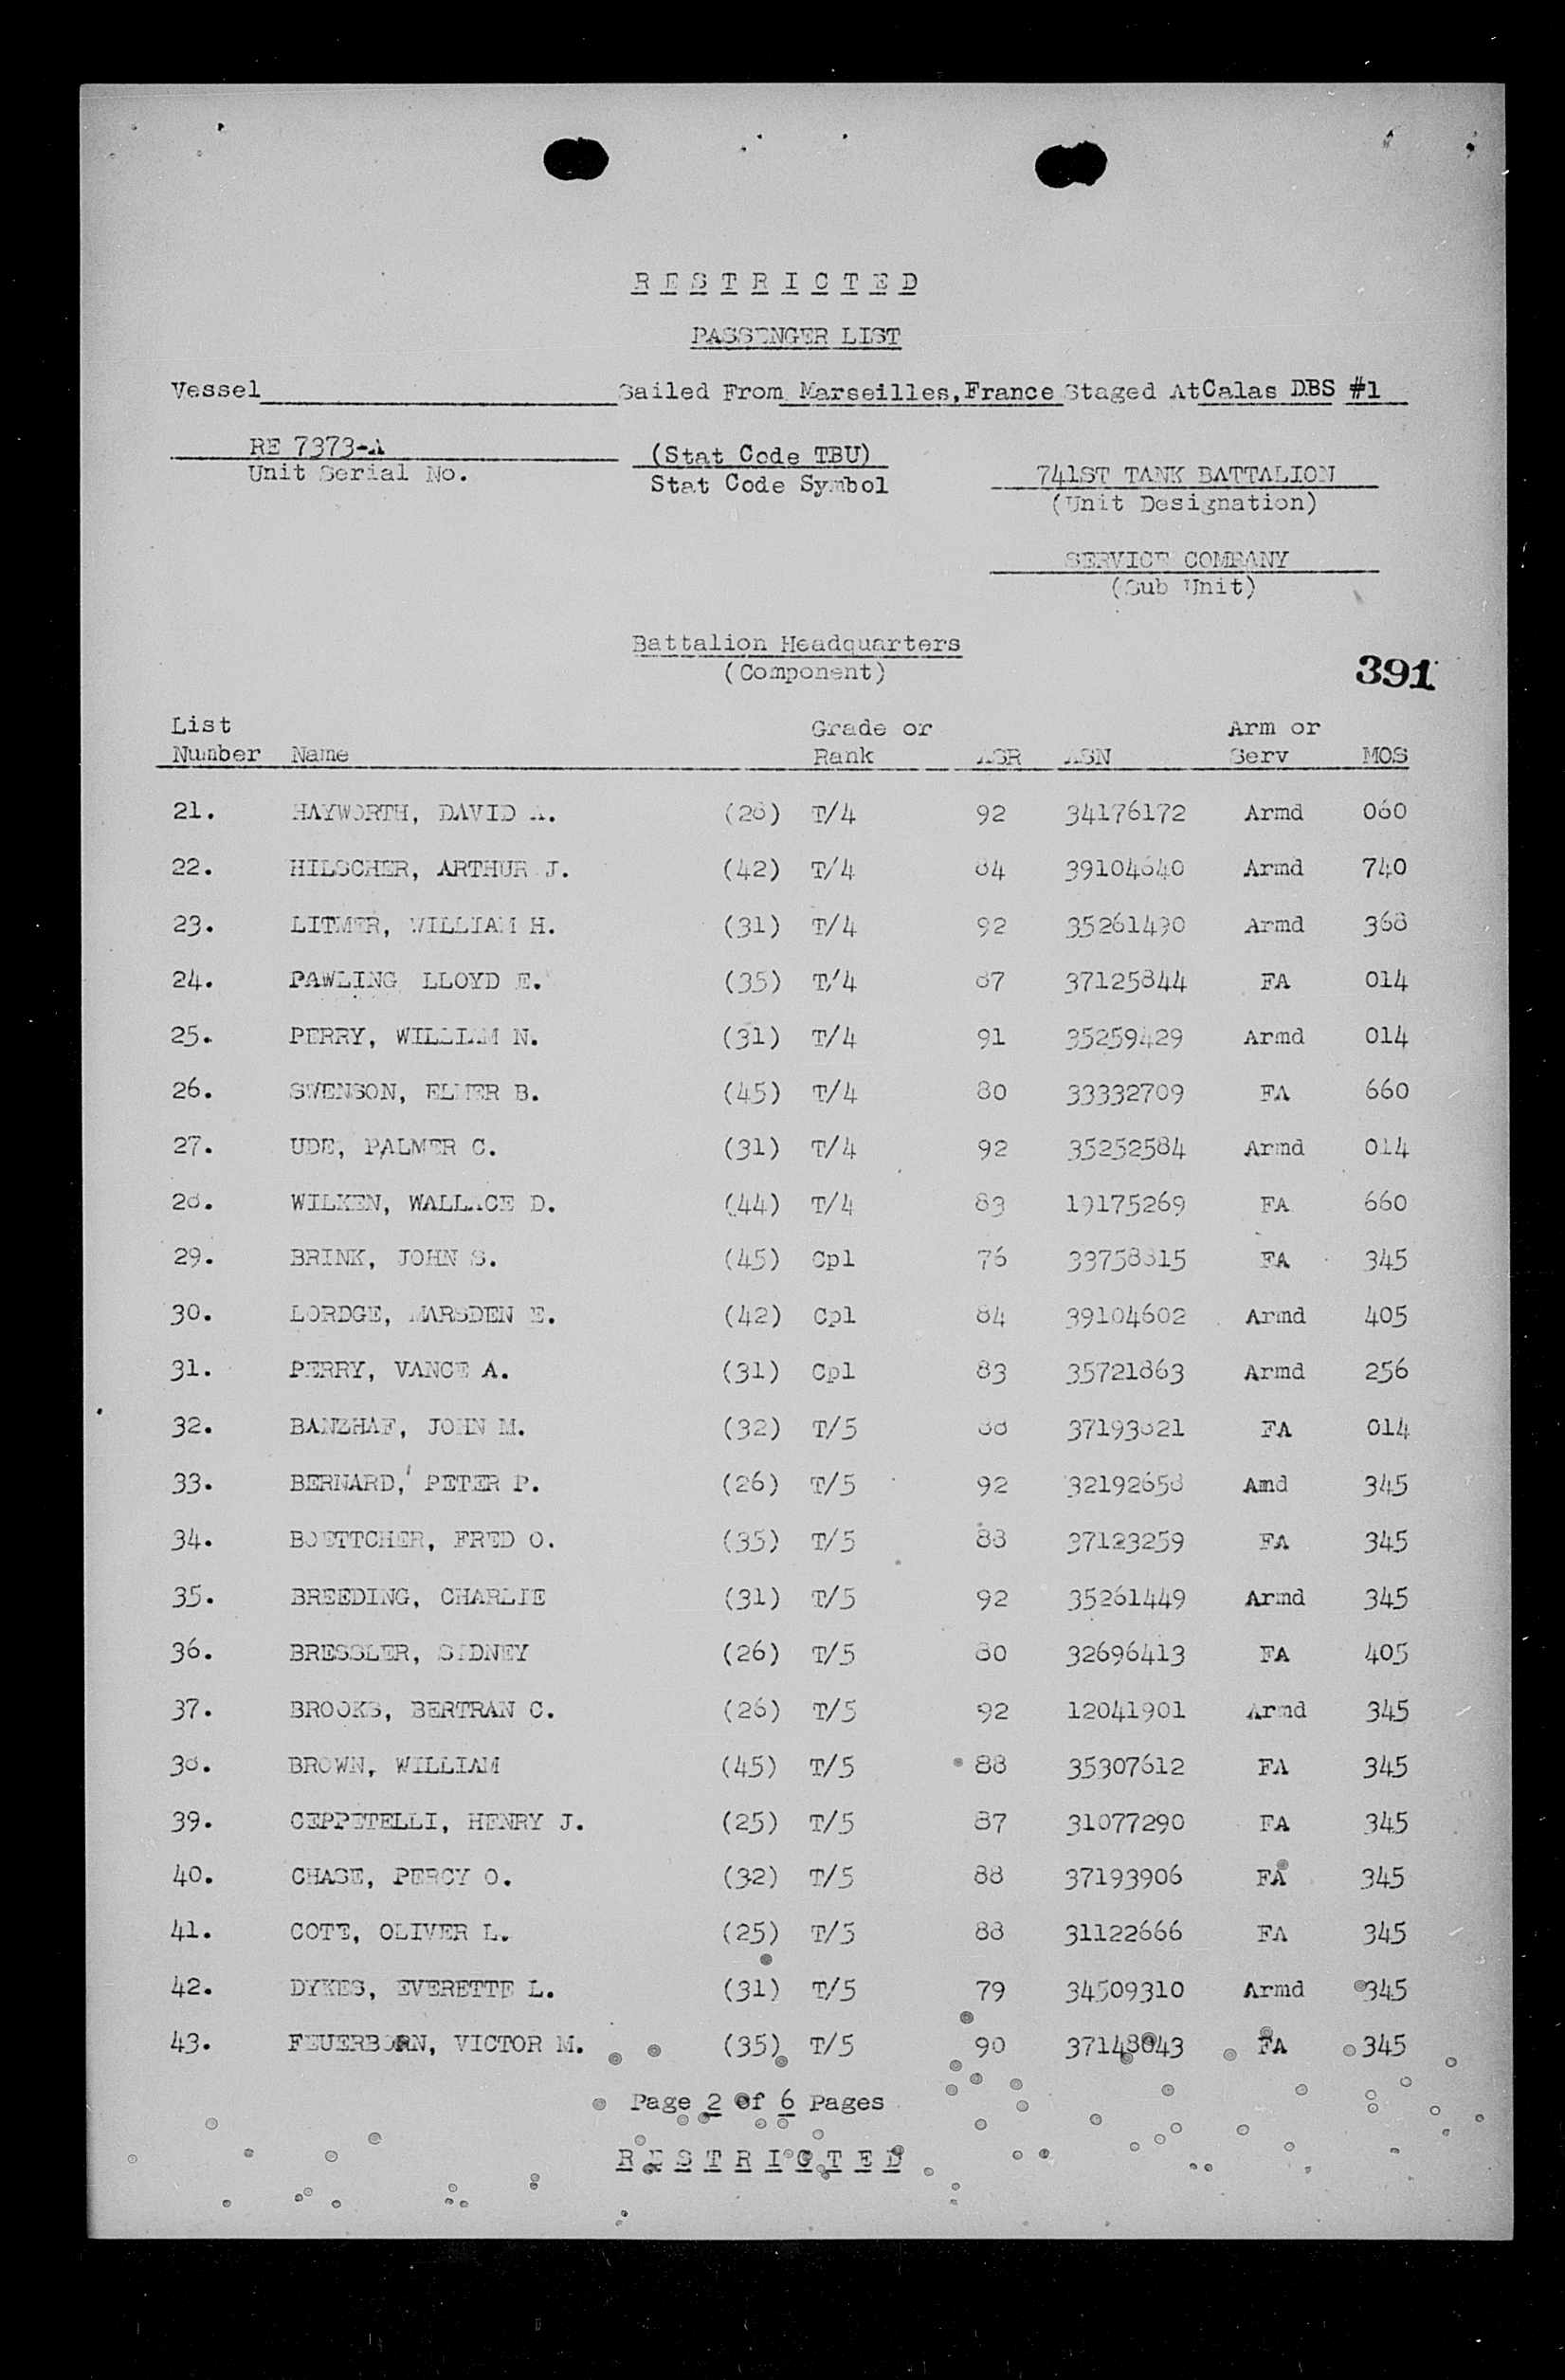 RESTRICTED
PASSENGER LIST
Vessel Sailed From Marseilles, France Staged At Calas DBS #1
RE 7373-A (Stat Code TBU)
Unit Serial No. Stat Code Symbol 741ST TANK BATTALION
(Unit Designation)
SERVICE COMPANY
(Sub Unit)
Battalion Headquarters
(Component) 391
List Grade or Arm or
Number Name Rank ASR ASN Serv MOS
21. HAYWORTH, DAVID A. (26) T/4 92 34176172 Armd 060
22. HILSCHER, ARTHUR J. (42) T/4 84 39104640 Armd 740
23. LITMER, WILLIAM H. (31) T/4 92 35261490 Armd 368
24. PAWLING LLOYD E. (35) T/4 87 37125844 FA 014
25. PERRY, WILLIAM N. (31) T/4 91 35259429 Armd 014
26. SWENSON, ELMER B. (45) T/4 80 33332709 FA 660
27. UDE, PALMER C. (31) T/4 92 35252584 Armd 014
28. WILKEN, WALLACE D. (44) T/4 83 19175269 FA 660
29. BRINK, JOHN S. (45) Cpl 76 33758815 FA 345
30. LORDGE, MARSDEN E. (42) Cpl 84 39104602 Armd 405
31. PERRY, VANCE A. (31) Cpl 83 35721863 Armd 256
32. BANZHAF, JOHN M. (32) T/5 88 37193821 FA 014
33. BERNARD, PETER P. (26) T/5 92 32192658 Amd 345
34. BOETTCHER, FRED O. (35) T/5 88 37123259 FA 345
35. BREEDING, CHARLIE (31) T/5 92 35261449 Armd 345
36. BRESSLER, SIDNEY (26) T/5 80 32696413 FA 405
37. BROOKS, BERTRAN C. (26) T/5 92 12041901 Armd 345
38. BROWN, WILLIAM (45) T/5 88 35307612 FA 345
39. CEPPETELLI, HENRY J. (25) T/5 87 31077290 FA 345
40. CHASE, PERCY O. (32) T/5 88 37193906 FA 345
41. COTE, OLIVER L. (25) T/5 88 31122666 FA 345
42. DYKES, EVERETTE L. (31) T/5 79 34509310 Armd 345
43. FEUERBORN, VICTOR M. (35) T/5 90 37148043 FA 345
Page 2 of 6 Pages
RESTRICTED